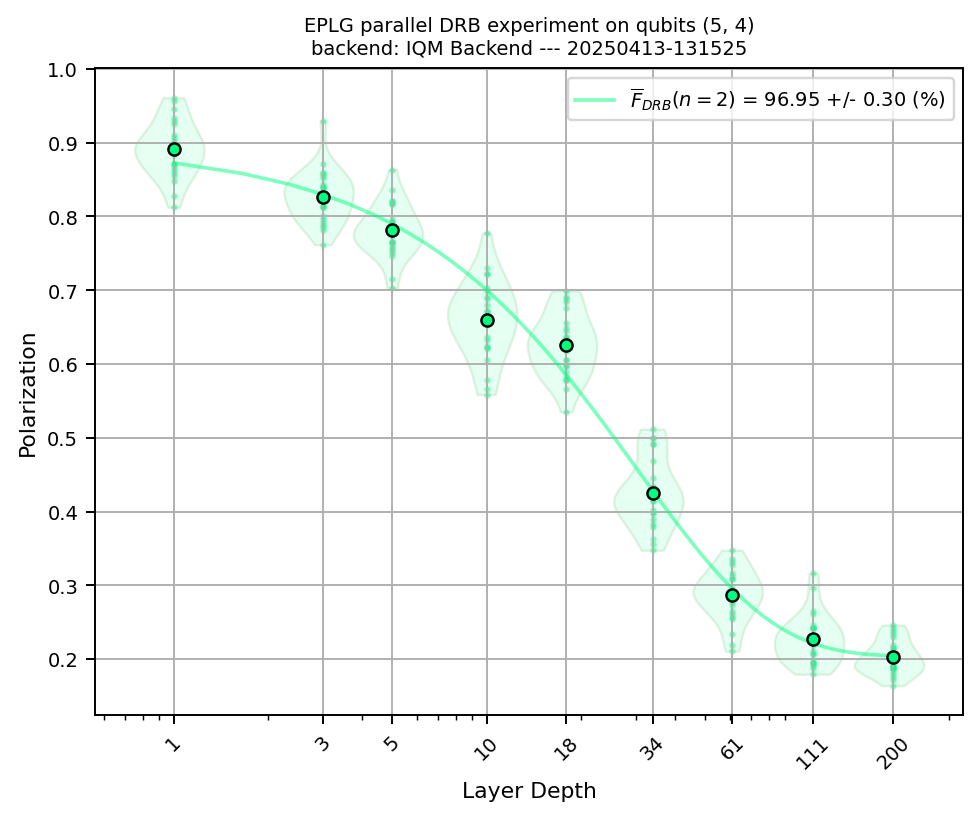 EPLG parallel DRB experiment on qubits (5, 4)
backend: IQM Backend --- 20250413-131525
1.0
0.9
0.8
0.7
0.6
0.5
0.4
0.3
0.2
Polarization
F̅_DRB(n = 2) = 96.95 +/- 0.30 (%)
1 3 5 10 18 34 61 111 200
Layer Depth